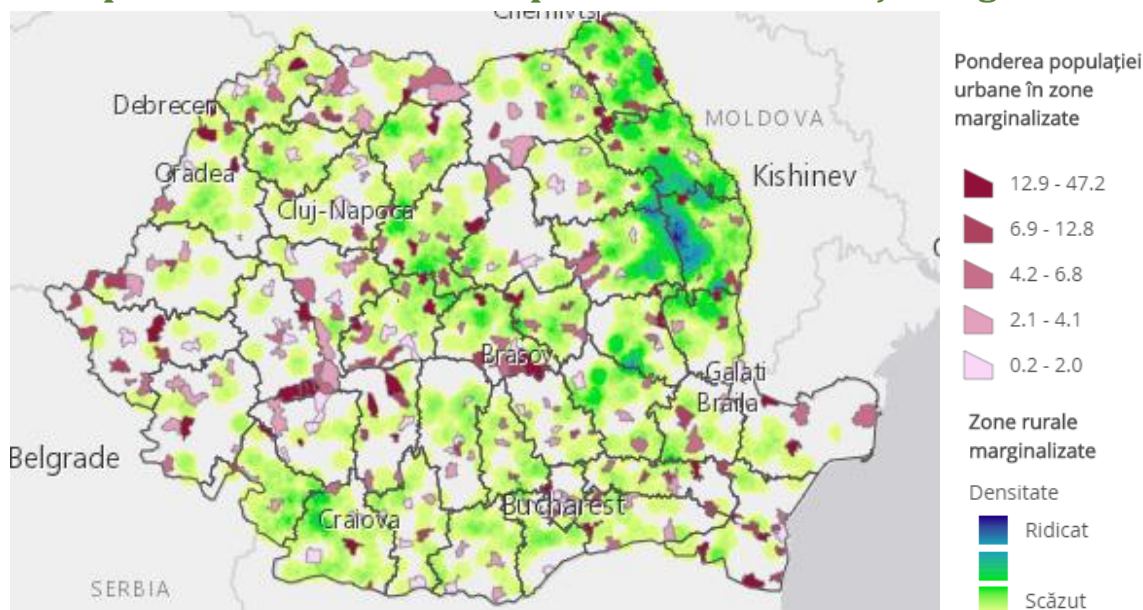 Chernivtsi
Debrecen
Oradea
Cluj-Napoca
MOLDOVA
Kishinev
Brasov
Galati
Braila
Belgrade
Craiova
Bucharest
SERBIA
Ponderea populației
urbane în zone
marginalizate
12.9 - 47.2
6.9 - 12.8
4.2 - 6.8
2.1 - 4.1
0.2 - 2.0
Zone rurale
marginalizate
Densitate
Ridicat
Scăzut